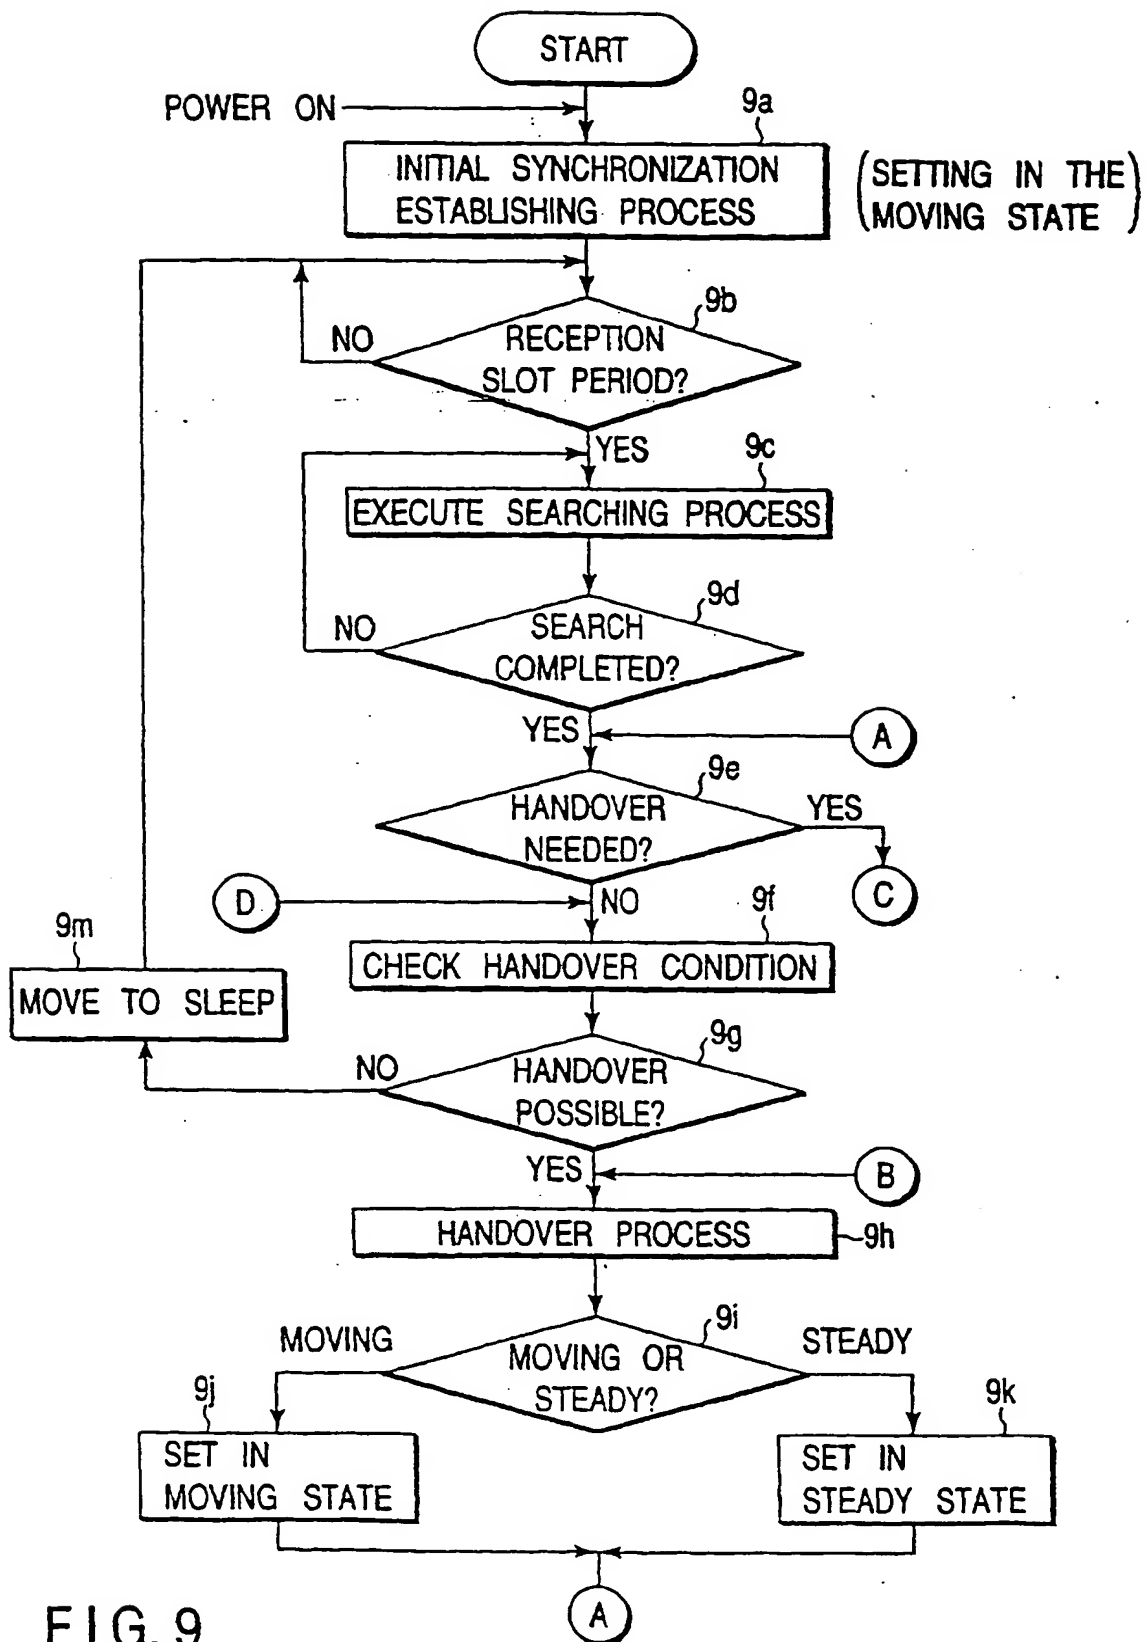 START
POWER ON
9a
INITIAL SYNCHRONIZATION
ESTABLISHING PROCESS
(SETTING IN THE
MOVING STATE)
9b
NO
RECEPTION
SLOT PERIOD?
YES
9c
EXECUTE SEARCHING PROCESS
9d
NO
SEARCH
COMPLETED?
YES
A
9e
HANDOVER
NEEDED?
YES
C
D
NO
9f
9m
CHECK HANDOVER CONDITION
MOVE TO SLEEP
9g
NO
HANDOVER
POSSIBLE?
YES
B
HANDOVER PROCESS
9h
9i
MOVING
MOVING OR
STEADY?
STEADY
9j
SET IN
MOVING STATE
9k
SET IN
STEADY STATE
A
FIG. 9